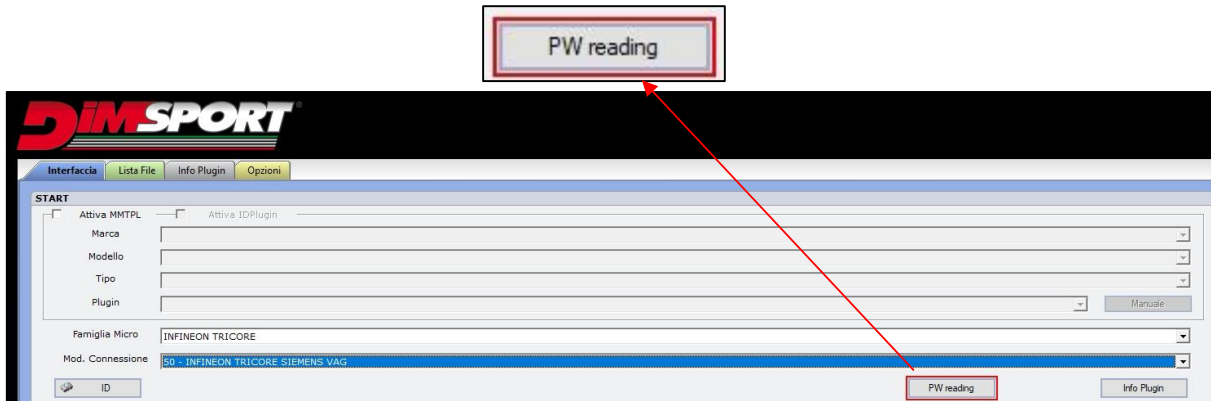 PW reading
DiMSPORT®
Interfaccia Lista File Info Plugin Opzioni
START
Attiva MMTPL Attiva IDPlugin
Marca
Modello
Tipo
Plugin Manuale
Famiglia Micro INFINEON TRICORE
Mod. Connessione 50 - INFINEON TRICORE SIEMENS VAG
ID PW reading Info Plugin